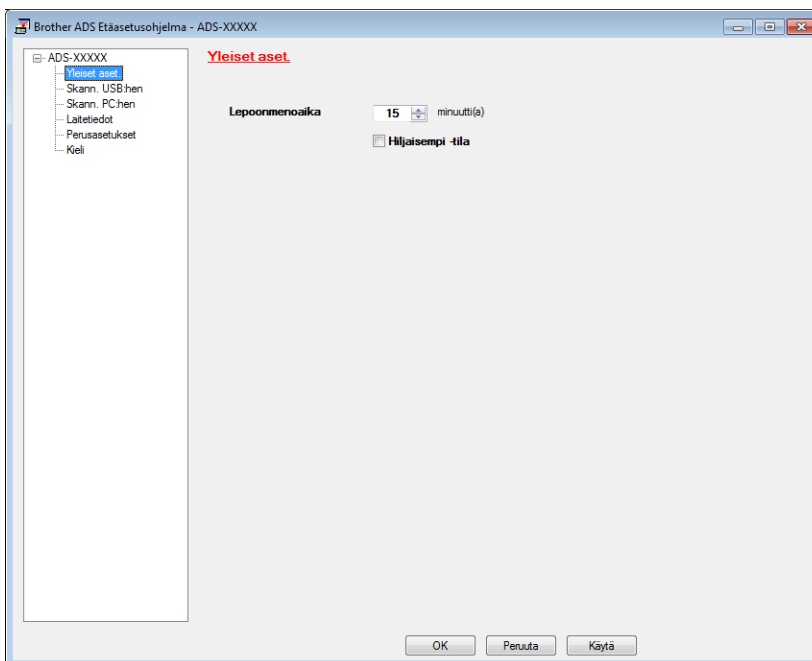 Brother ADS Etäasetusohjelma - ADS-XXXXX
ADS-XXXXX
Yleiset aset.
Skann. USB:hen
Skann. PC:hen
Laitetiedot
Perusasetukset
Kieli
Yleiset aset.
Lepoonmenoaika 15 minuutti(a)
Hiljaisempi -tila
OK Peruuta Käytä